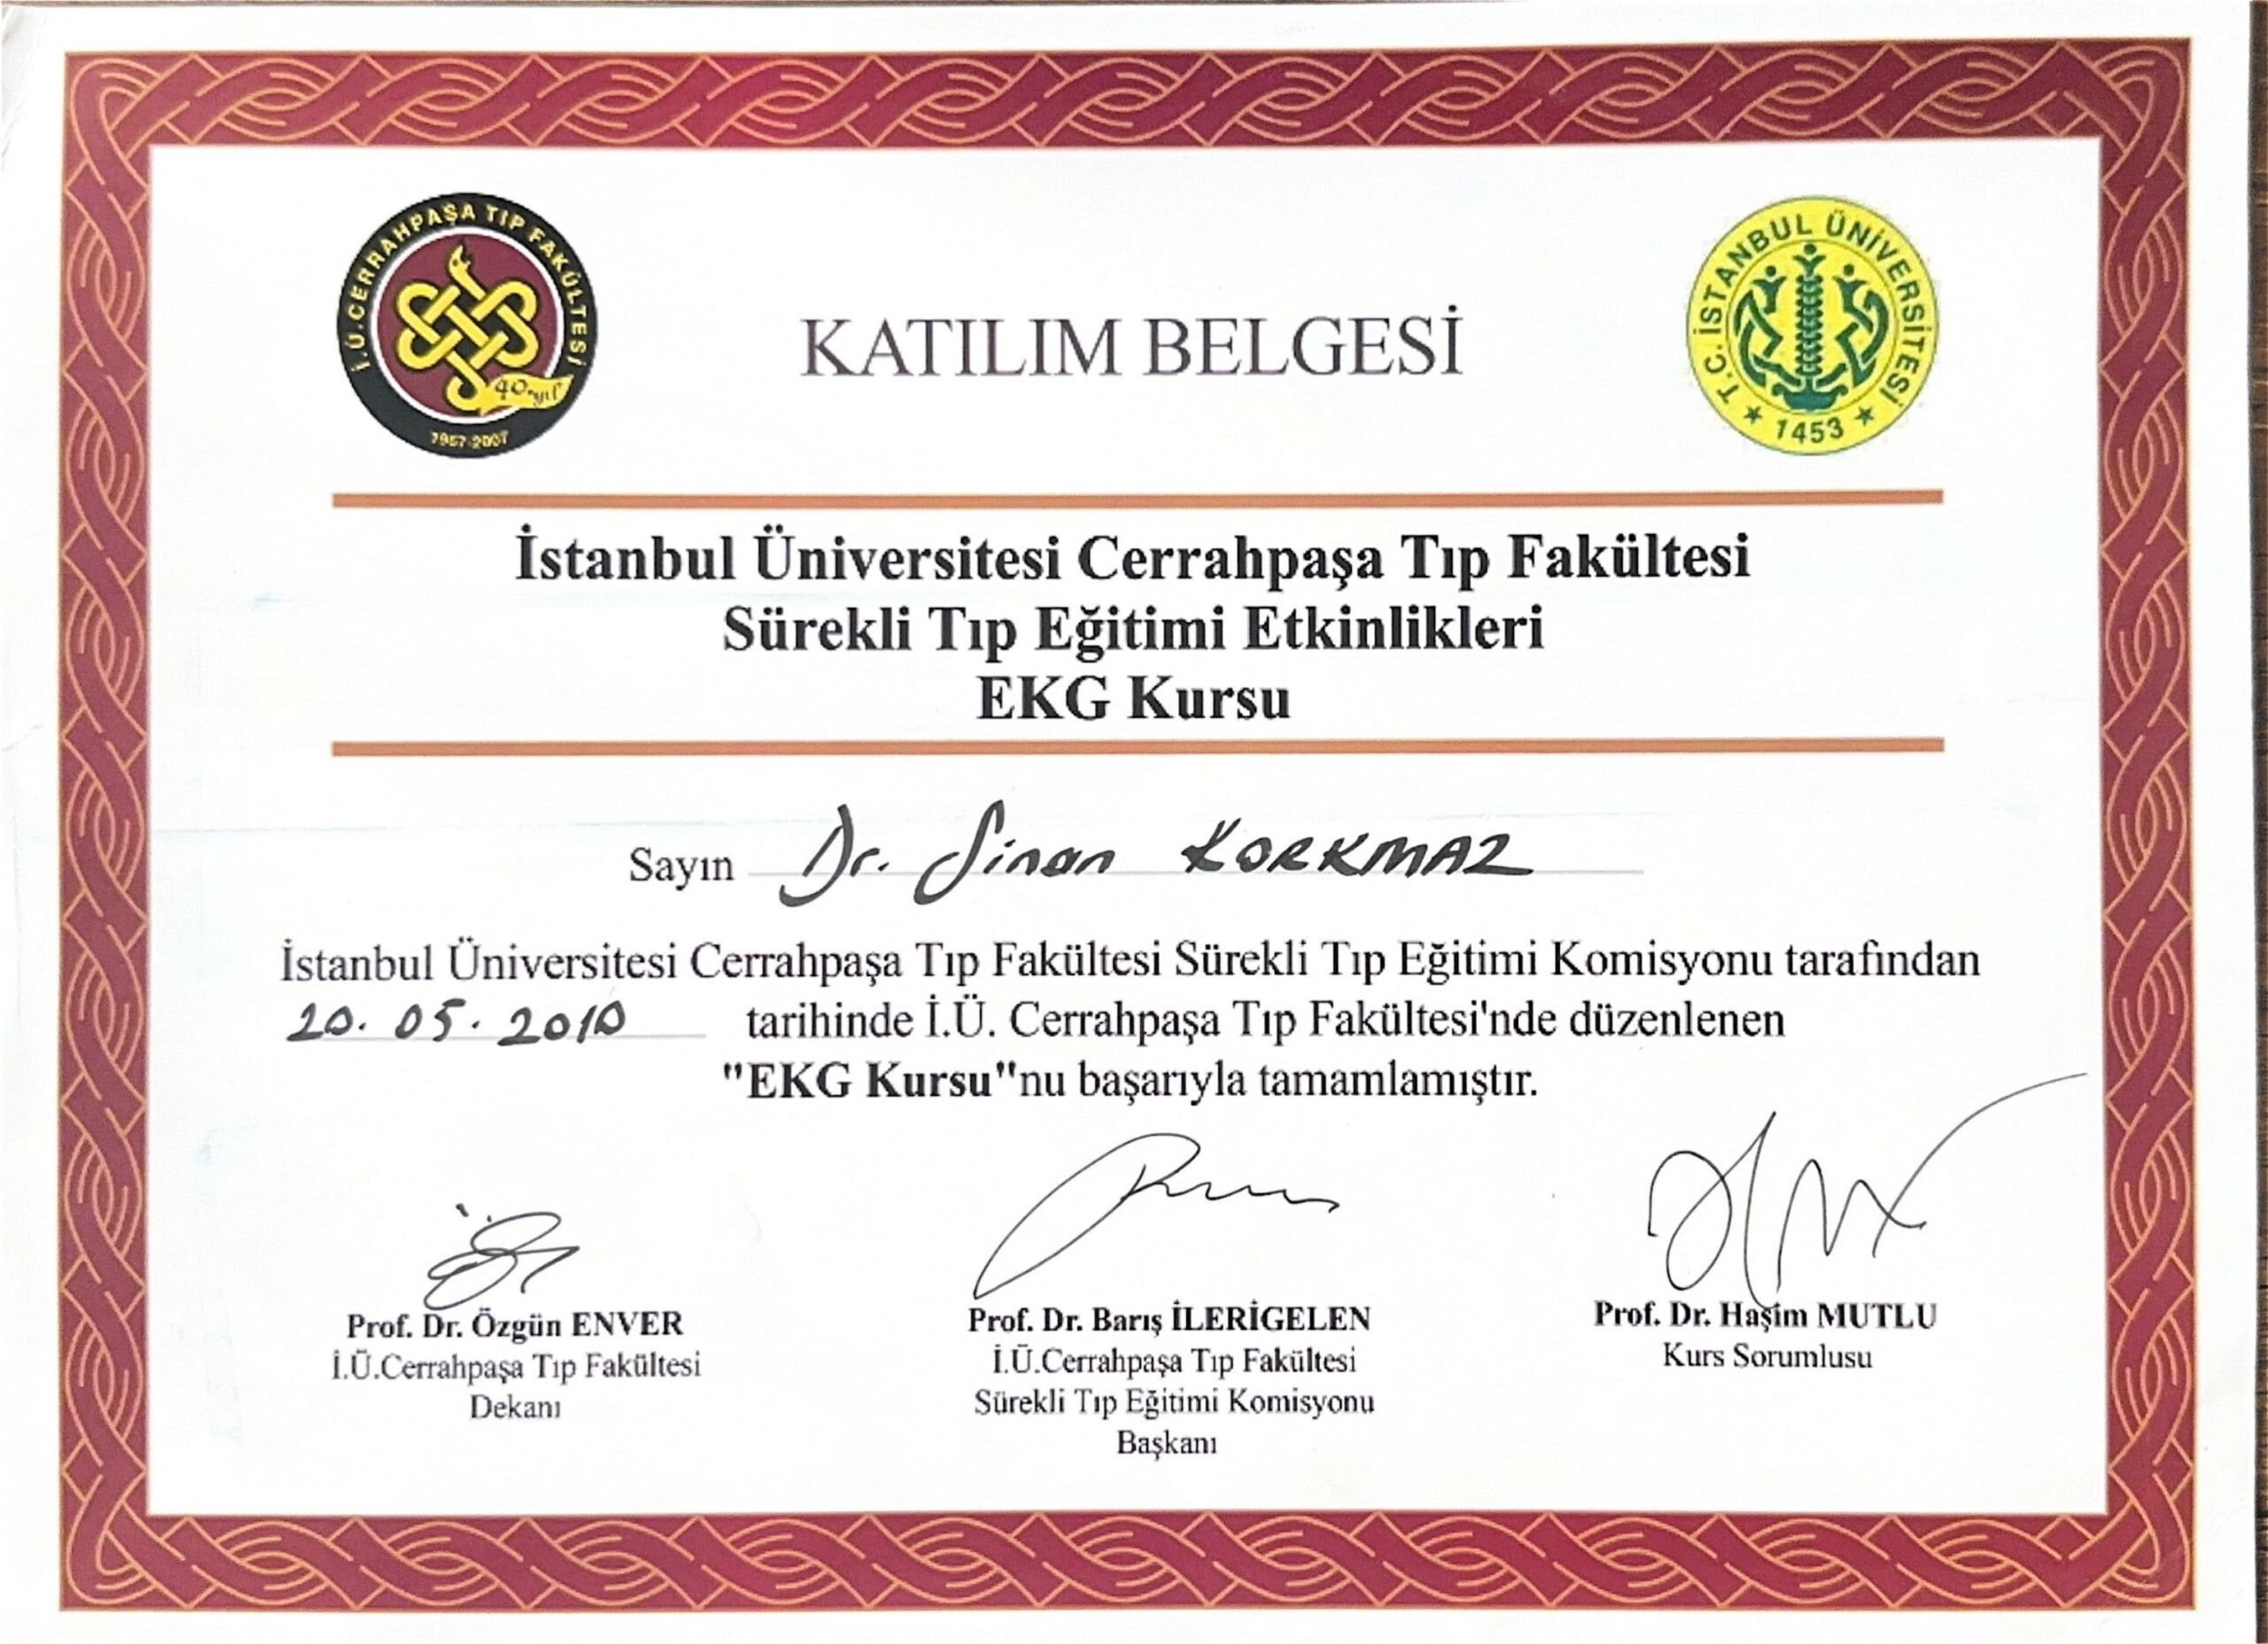 İ.Ü.CERRAHPAŞA TIP FAKÜLTESİ
40.yıl
1967-2007
KATILIM BELGESİ
T.C. İSTANBUL ÜNİVERSİTESİ
1453
İstanbul Üniversitesi Cerrahpaşa Tıp Fakültesi
Sürekli Tıp Eğitimi Etkinlikleri
EKG Kursu
Sayın Dr. Sinan KORKMAZ
İstanbul Üniversitesi Cerrahpaşa Tıp Fakültesi Sürekli Tıp Eğitimi Komisyonu tarafından
20.05.2010 tarihinde İ.Ü. Cerrahpaşa Tıp Fakültesi'nde düzenlenen
"EKG Kursu"nu başarıyla tamamlamıştır.
Prof. Dr. Özgün ENVER
İ.Ü.Cerrahpaşa Tıp Fakültesi
Dekanı
Prof. Dr. Barış İLERİGELEN
İ.Ü.Cerrahpaşa Tıp Fakültesi
Sürekli Tıp Eğitimi Komisyonu
Başkanı
Prof. Dr. Haşim MUTLU
Kurs Sorumlusu